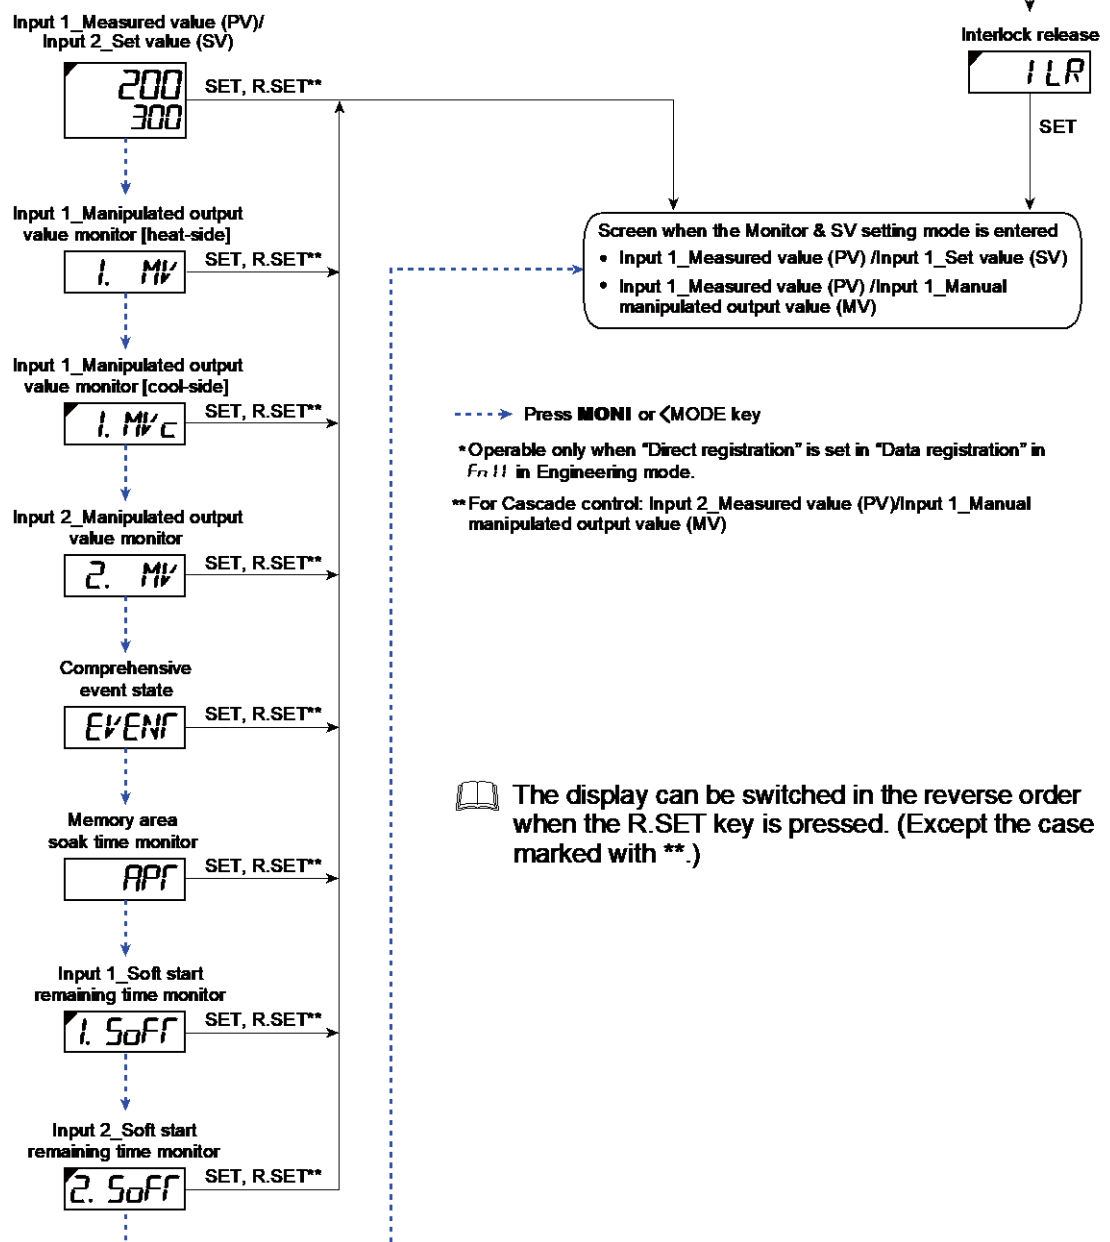 Input 1_Measured value (PV)/
Input 2_Set value (SV)
200
300
SET, R.SET**
Input 1_Manipulated output
value monitor [heat-side]
1. MV
SET, R.SET**
Input 1_Manipulated output
value monitor [cool-side]
1. MVc
SET, R.SET**
Input 2_Manipulated output
value monitor
2. MV
SET, R.SET**
Comprehensive
event state
EVENT
SET, R.SET**
Memory area
soak time monitor
APT
SET, R.SET**
Input 1_Soft start
remaining time monitor
1. SoFT
SET, R.SET**
Input 2_Soft start
remaining time monitor
2. SoFT
SET, R.SET**
Interlock release
ILR
SET
Screen when the Monitor & SV setting mode is entered
• Input 1_Measured value (PV) /Input 1_Set value (SV)
• Input 1_Measured value (PV) /Input 1_Manual
manipulated output value (MV)
Press MONI or <MODE key
*Operable only when "Direct registration" is set in "Data registration" in
Fn11 in Engineering mode.
**For Cascade control: Input 2_Measured value (PV)/Input 1_Manual
manipulated output value (MV)
The display can be switched in the reverse order
when the R.SET key is pressed. (Except the case
marked with **.)